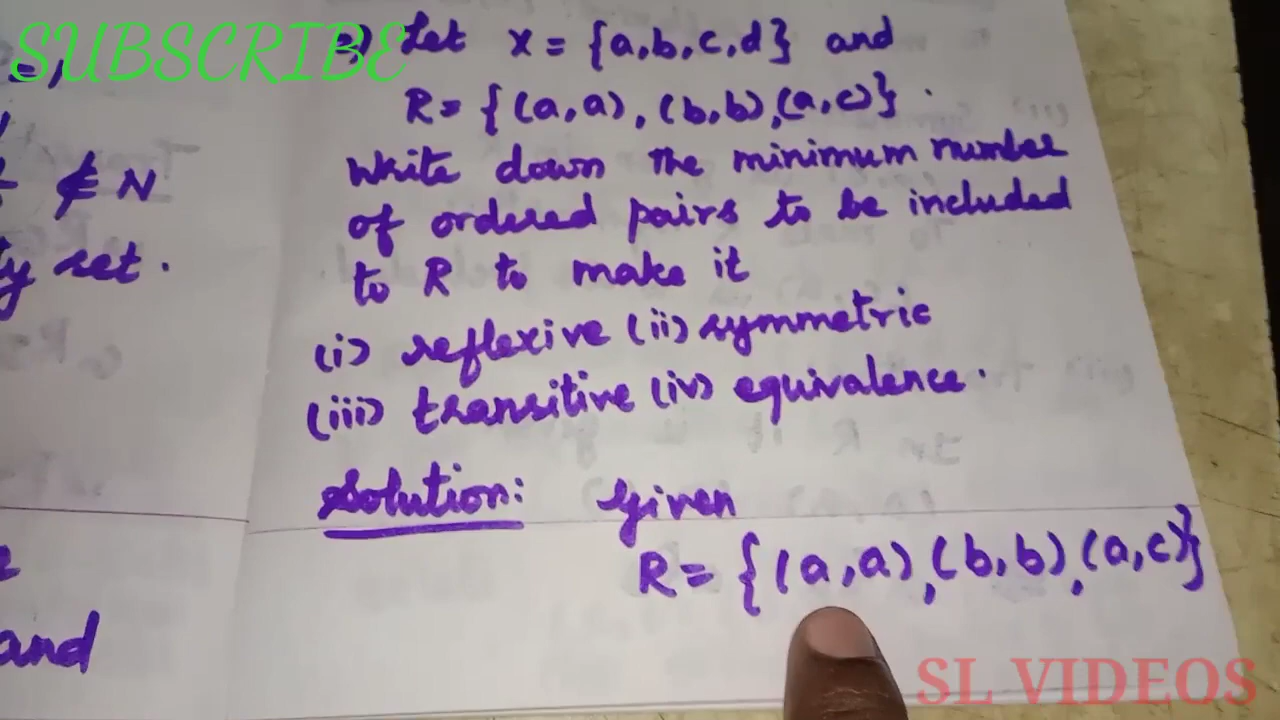 SUBSCRIBE
Let X = {a,b,c,d} and
R = {(a,a), (b,b), (a,c)}.
Write down the minimum number
of ordered pairs to be included
to R to make it
(i) reflexive (ii) symmetric
(iii) transitive (iv) equivalence.
Solution: Given
R = {(a,a), (b,b), (a,c)}
∉ N
set.
and
SL VIDEOS